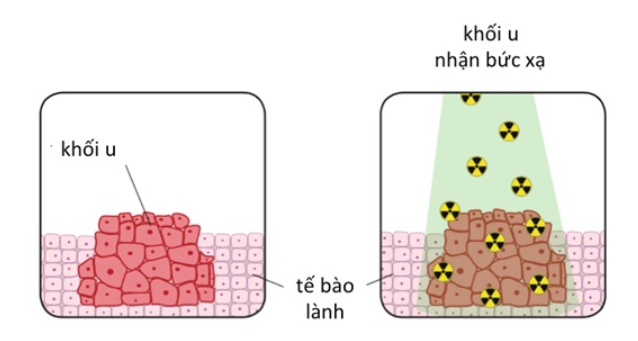 khối u
nhận bức xạ
khối u
tế bào
lành